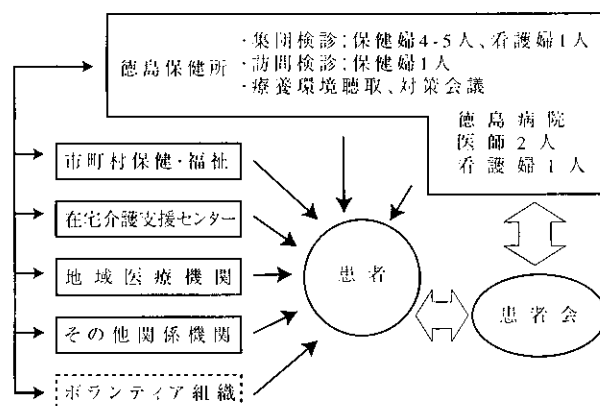 ・集団検診:保健婦4-5人、看護婦1人
徳島保健所
・訪問検診:保健婦1人
・療養環境聴取、対策会議
徳島病院
医師2人
看護婦1人
市町村保健・福祉
在宅介護支援センター
地域医療機関
その他関係機関
ボランティア組織
患者
患者会